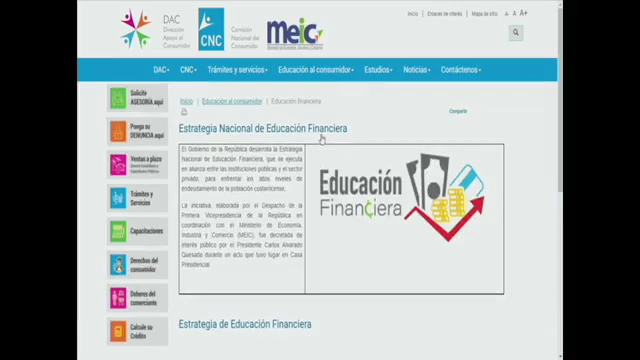 DAC
Dirección
Apoyo al
Consumidor
CNC
Comisión
Nacional del
Consumidor
meic
Inicio | Enlaces de interés | Mapa de sitio
A- A A+
DAC CNC Trámites y servicios Educación al consumidor Estudios Noticias Contáctenos
Solicite
ASESORÍA aquí
Ponga su
DENUNCIA aquí
Ventas a plazo
Trámites y
Servicios
Capacitaciones
Derechos del
consumidor
Deberes del
comerciante
Calcule su
Crédito
Inicio | Educación al consumidor | Educación financiera
Compartir
Estrategia Nacional de Educación Financiera
El Gobierno de la República desarrolla la Estrategia
Nacional de Educación Financiera, que se ejecuta
en alianza entre las instituciones públicas y el sector
privado, para enfrentar los altos niveles de
endeudamiento de la población costarricense.
La iniciativa, elaborada por el Despacho de la
Primera Vicepresidencia de la República en
coordinación con el Ministerio de Economía,
Industria y Comercio (MEIC), fue decretada de
interés público por el Presidente Carlos Alvarado
Quesada durante un acto que tuvo lugar en Casa
Presidencial.
Educación
Financiera
Estrategia de Educación Financiera